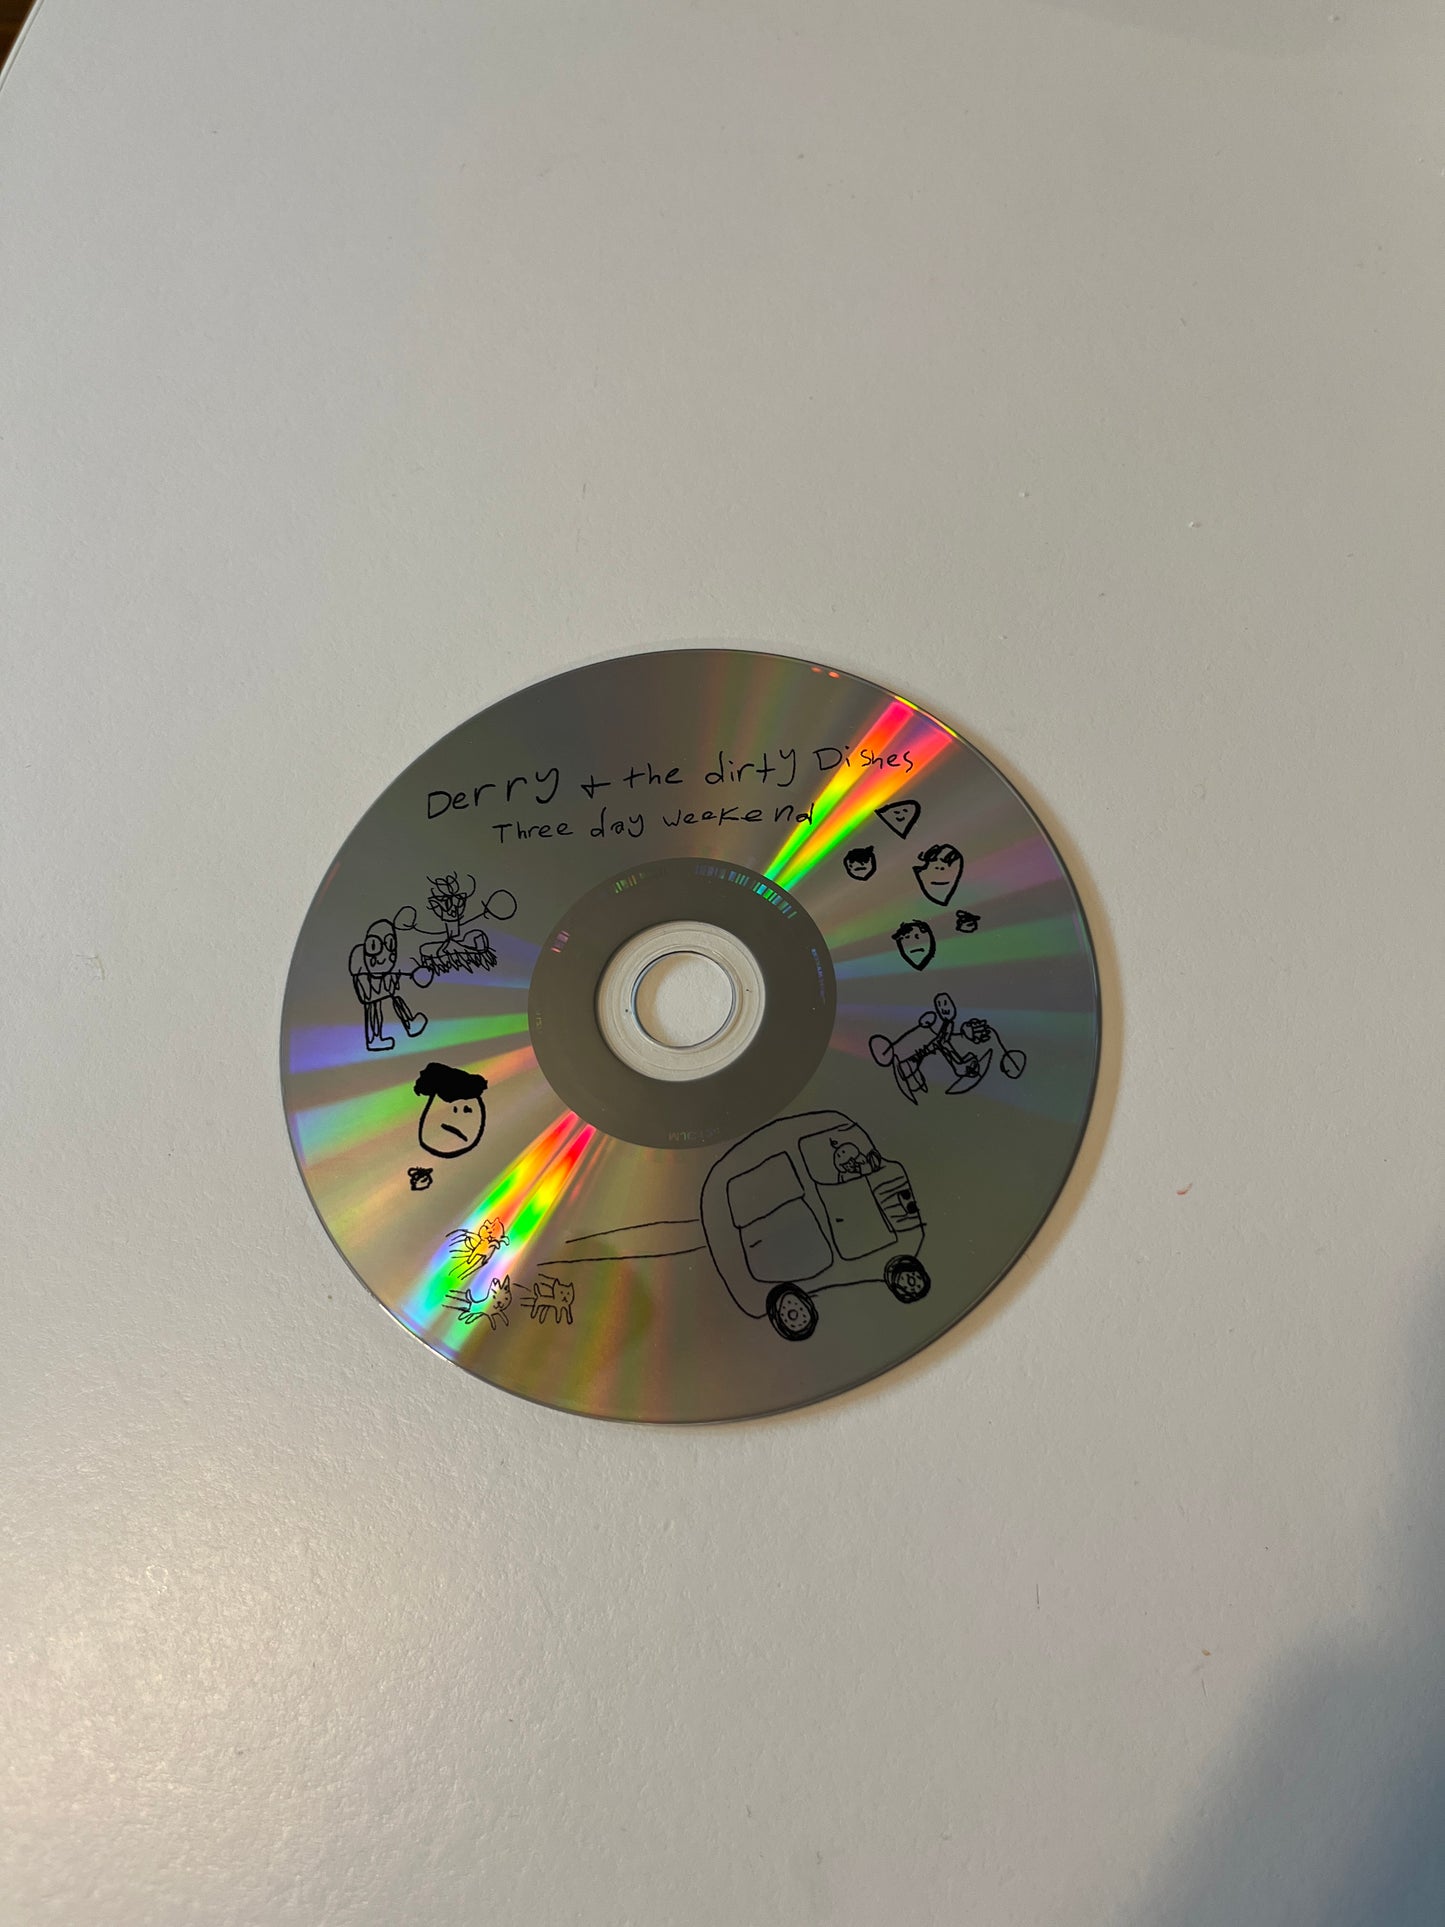 Derry + the dirty Dishes
Three day weekend